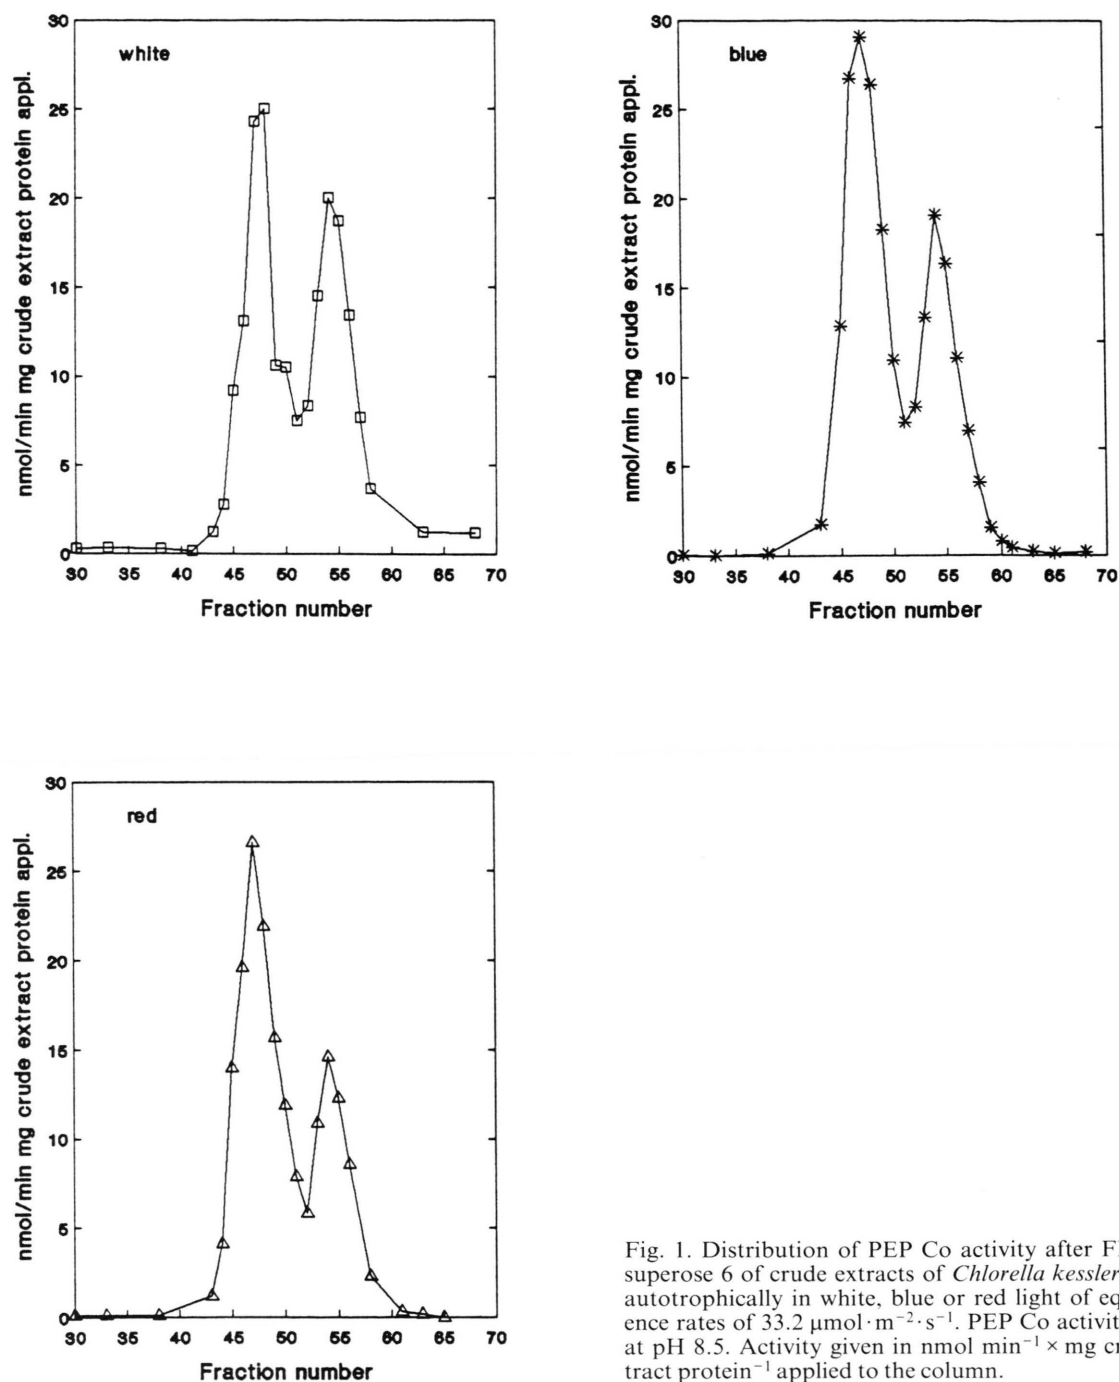 white
30
25
20
15
10
5
0
nmol/min mg crude extract protein appl.
30 35 40 45 50 55 60 65 70
Fraction number
blue
30
25
20
15
10
5
0
nmol/min mg crude extract protein appl.
30 35 40 45 50 55 60 65 70
Fraction number
red
30
25
20
15
10
5
0
nmol/min mg crude extract protein appl.
30 35 40 45 50 55 60 65 70
Fraction number
Fig. 1. Distribution of PEP Co activity after
superose 6 of crude extracts of Chlorella
autotrophically in white, blue or red light of
ence rates of 33.2 μmol·m⁻²·s⁻¹. PEP Co
at pH 8.5. Activity given in nmol min⁻¹ × mg
tract protein⁻¹ applied to the column.